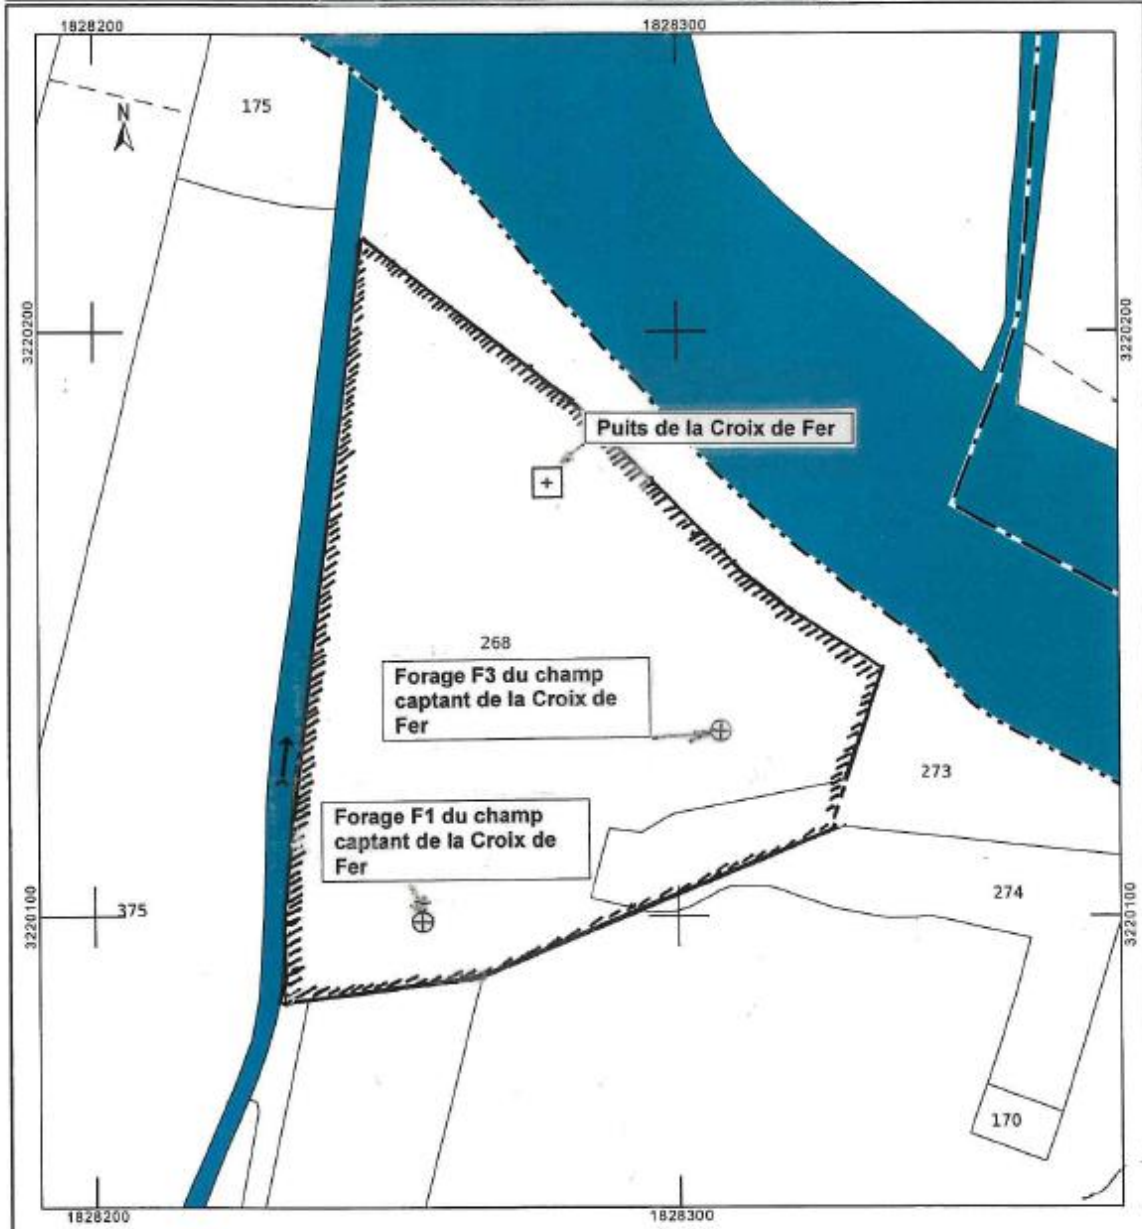 1828200
1828300
175
N
3220200
3220200
Puits de la Croix de Fer
268
Forage F3 du champ
captant de la Croix de
Fer
273
Forage F1 du champ
captant de la Croix de
Fer
274
3220100
375
3220100
170
1828200
1828300